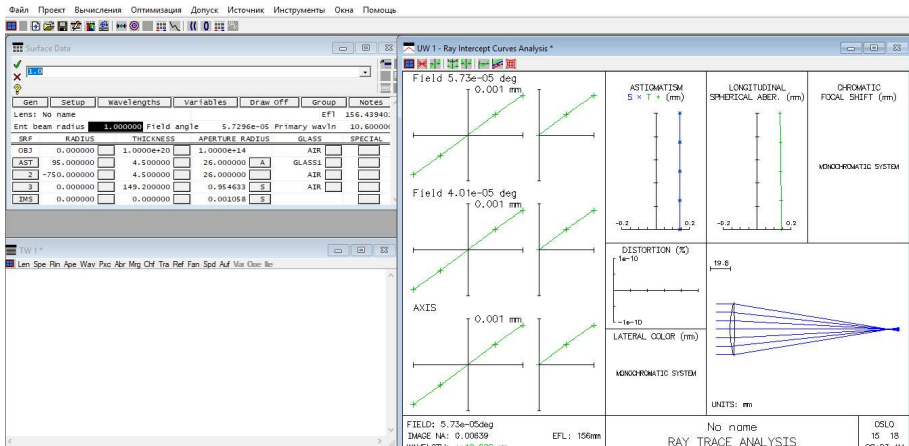 Файл Проект Вычисления Оптимизация Допуск Источник Инструменты Окна Помощь
Surface Data
1.0
Gen Setup Wavelengths Variables Draw Off Group Notes
Lens: No name Efl 156.43940
Ent beam radius 1.000000 Field angle 5.7296e-05 Primary wavln 10.60000
SRF RADIUS THICKNESS APERTURE RADIUS GLASS SPECIAL
OBJ 0.000000 1.0000e+20 1.0000e+14 AIR
AST 95.000000 4.500000 26.000000 A GLASS1
2 -750.000000 4.500000 26.000000 AIR
3 0.000000 149.200000 0.954633 S AIR
IMS 0.000000 0.000000 0.001058 S
TW 1 *
Len Spe Rin Ape Wav Pxc Abr Mrg Chf Tra Ref Fan Spd Auf Var Ope Ite
UW 1 - Ray Intercept Curves Analysis *
Field 5.73e-05 deg
0.001 mm
Field 4.01e-05 deg
0.001 mm
AXIS
0.001 mm
ASTIGMATISM
S × T + (mm)
-0.2 0.2
LONGITUDINAL
SPHERICAL ABER. (mm)
-0.2 0.2
CHROMATIC
FOCAL SHIFT (mm)
MONOCHROMATIC SYSTEM
DISTORTION (%)
1e-10
-1e-10
LATERAL COLOR (mm)
MONOCHROMATIC SYSTEM
19.8
UNITS: mm
FIELD: 5.73e-05deg
IMAGE NA: 0.00639 EFL: 156mm
No name
RAY TRACE ANALYSIS
OSLO
15 18